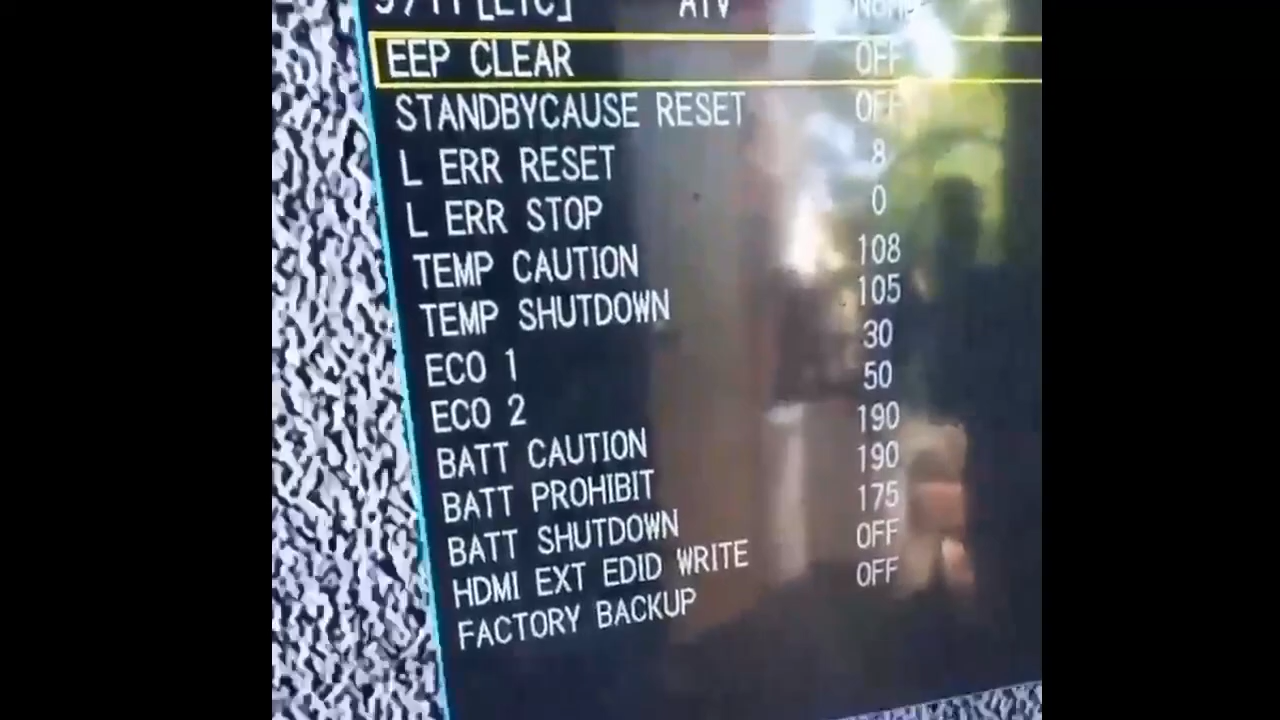 [ETC] ATV
EEP CLEAR OFF
STANDBYCAUSE RESET OFF
L ERR RESET 8
L ERR STOP 0
TEMP CAUTION 108
TEMP SHUTDOWN 105
ECO 1 30
ECO 2 50
BATT CAUTION 190
BATT PROHIBIT 190
BATT SHUTDOWN 175
HDMI EXT EDID WRITE OFF
FACTORY BACKUP OFF